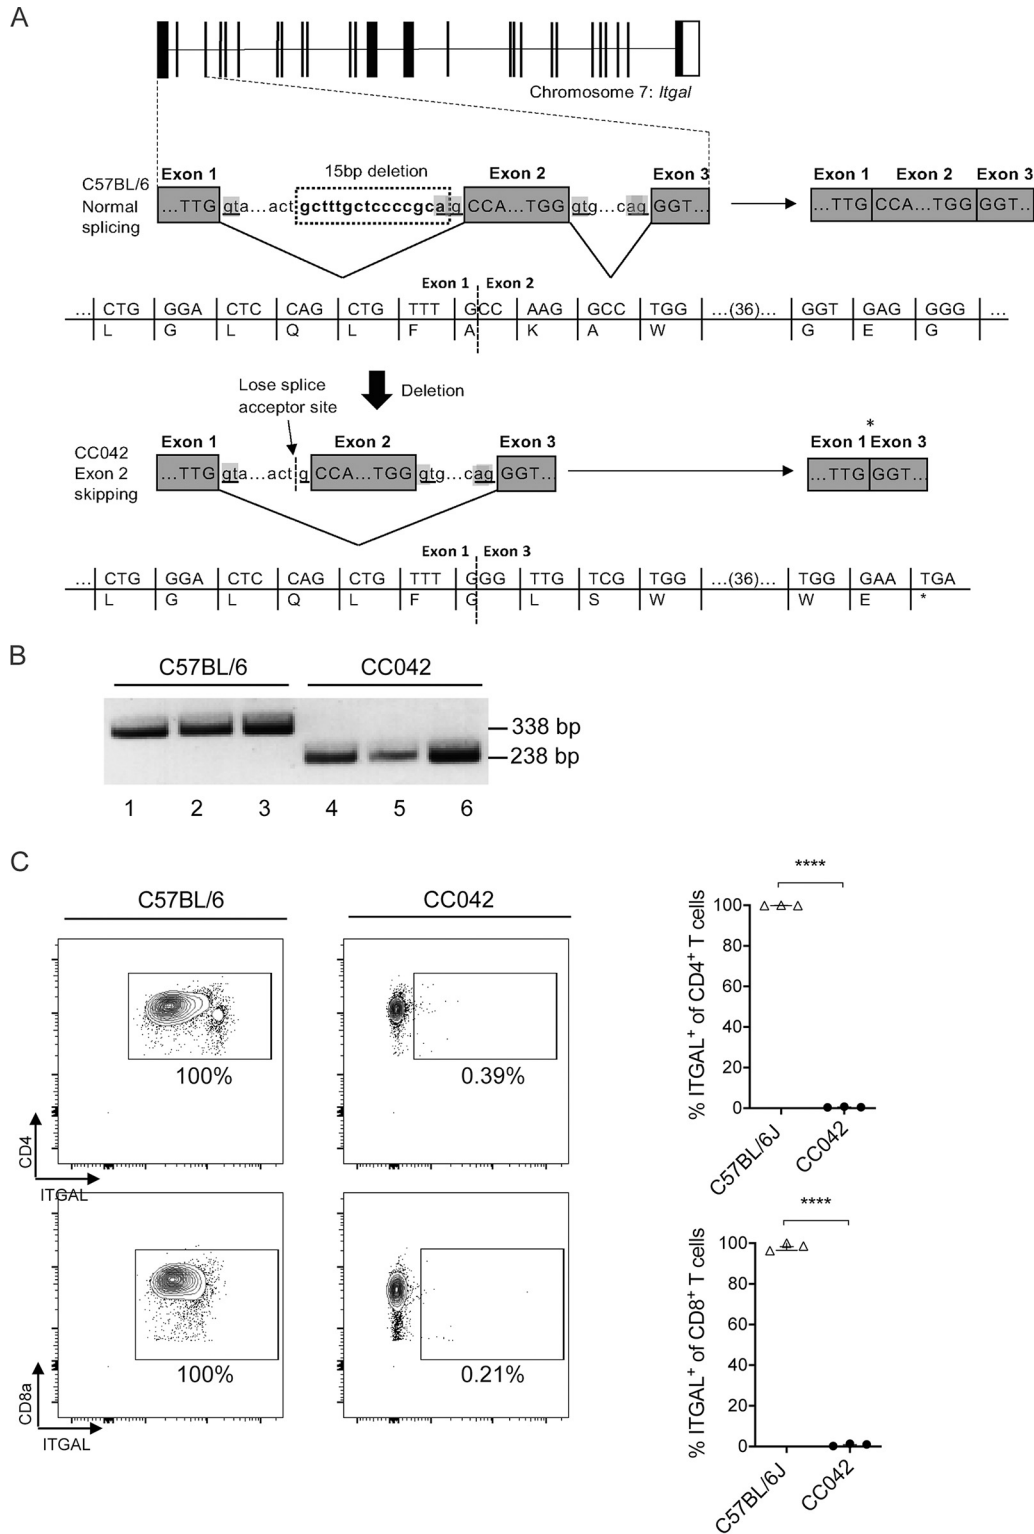 A
Chromosome 7: Itgal
C57BL/6
Normal
splicing
Exon 1
15bp deletion
Exon 2
Exon 3
...TTG gta...act gctttgctccccgcag CCA...TGG gtg...cag GGT...
Exon 1 Exon 2 Exon 3
...TTG CCA...TGG GGT...
Exon 1 Exon 2
... CTG GGA CTC CAG CTG TTT GCC AAG GCC TGG ...(36)... GGT GAG GGG ...
L G L Q L F A K A W G E G
Lose splice
acceptor site
Deletion
CC042
Exon 2
skipping
Exon 1 Exon 2 Exon 3
...TTG gta...act g CCA...TGG gtg...cag GGT...
*
Exon 1 Exon 3
...TTG GGT...
Exon 1 Exon 3
... CTG GGA CTC CAG CTG TTT GGG TTG TCG TGG ...(36)... TGG GAA TGA
L G L Q L F G L S W W E *
B
C57BL/6 CC042
338 bp
238 bp
1 2 3 4 5 6
C
C57BL/6 CC042
100% 0.39%
CD4
ITGAL
100% 0.21%
CD8a
ITGAL
****
% ITGAL+ of CD4+ T cells
100
80
60
40
20
0
C57BL/6J CC042
****
% ITGAL+ of CD8+ T cells
100
80
60
40
20
0
C57BL/6J CC042